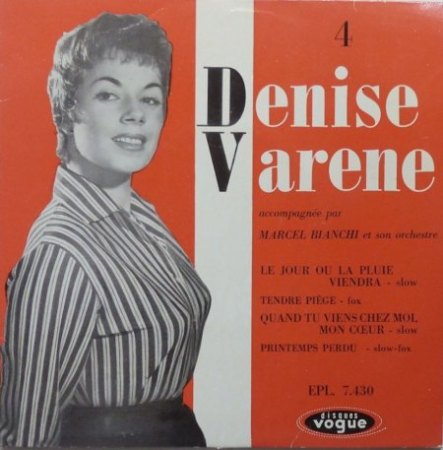 4
Denise
Varene
accompagnée par
MARCEL BIANCHI et son orchestre
LE JOUR OU LA PLUIE
VIENDRA - slow
TENDRE PIÈGE - fox
QUAND TU VIENS CHEZ MOI,
MON CŒUR - slow
PRINTEMPS PERDU - slow-fox
EPL. 7.430
disques
vogue